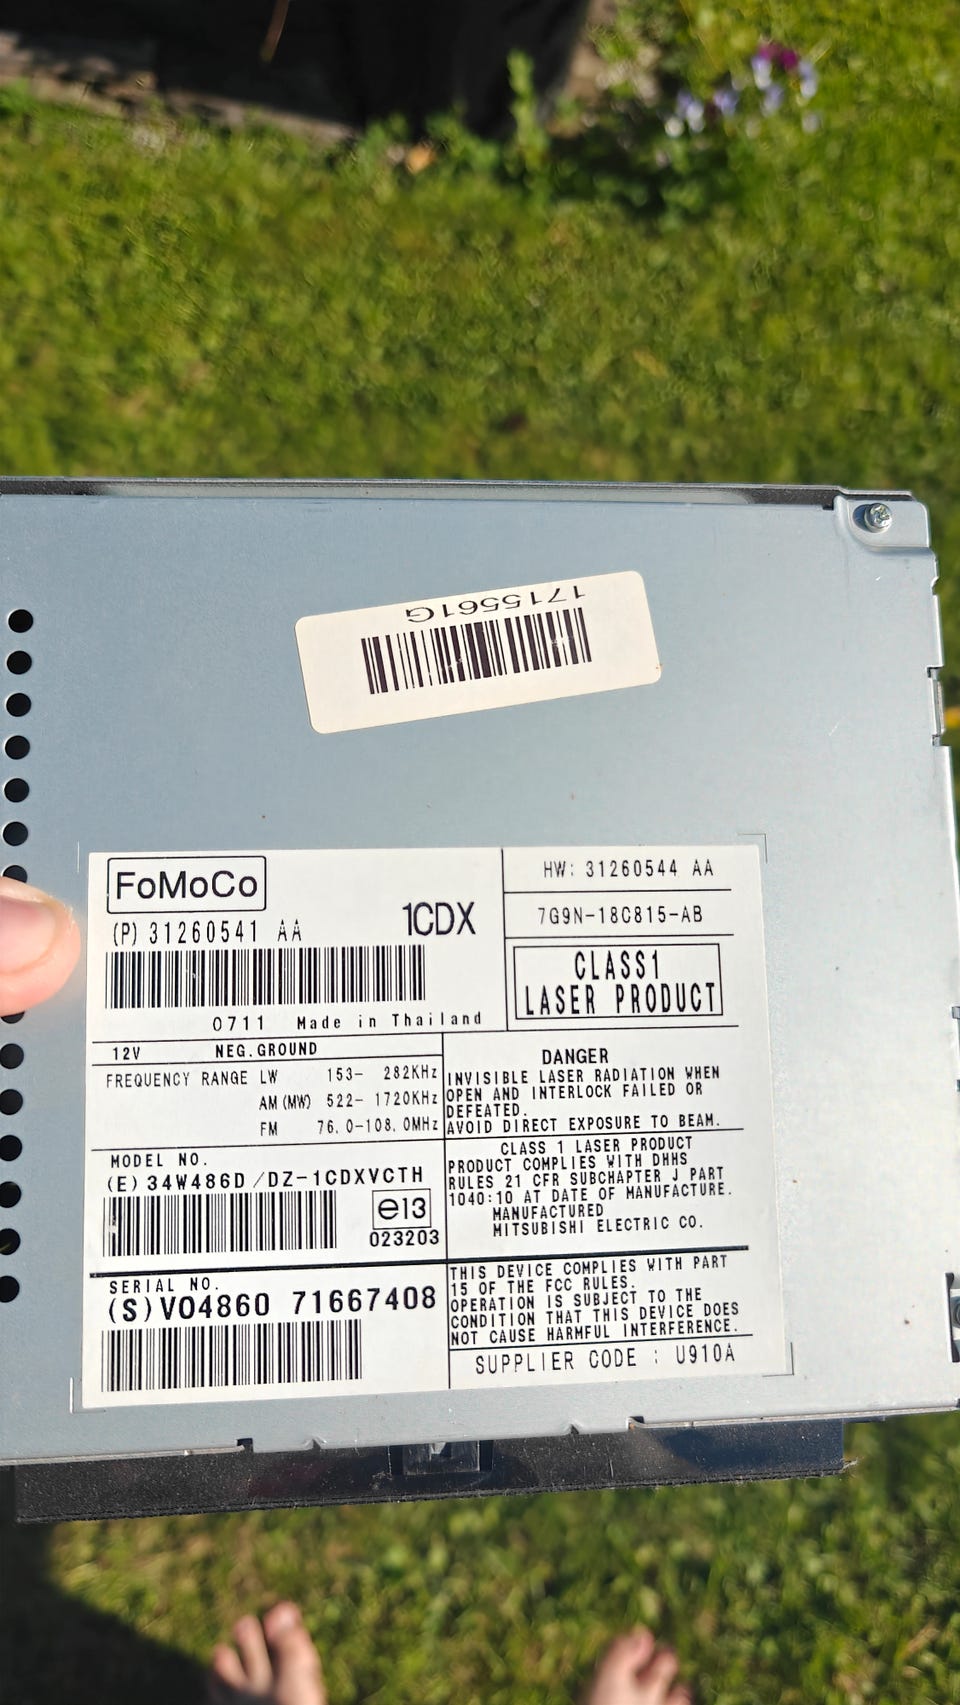 1715561G
FoMoCo
(P) 31260541 AA 1CDX
0711 Made in Thailand
HW: 31260544 AA
7G9N-18C815-AB
CLASS1
LASER PRODUCT
12V NEG. GROUND
FREQUENCY RANGE LW 153- 282KHz
AM (MW) 522- 1720KHz
FM 76.0-108.0MHz
DANGER
INVISIBLE LASER RADIATION WHEN
OPEN AND INTERLOCK FAILED OR
DEFEATED.
AVOID DIRECT EXPOSURE TO BEAM.
MODEL NO.
(E) 34W486D/DZ-1CDXVCTH
e13
023203
CLASS 1 LASER PRODUCT
PRODUCT COMPLIES WITH DHHS
RULES 21 CFR SUBCHAPTER J PART
1040:10 AT DATE OF MANUFACTURE.
MANUFACTURED
MITSUBISHI ELECTRIC CO.
SERIAL NO.
(S) V04860 71667408
THIS DEVICE COMPLIES WITH PART
15 OF THE FCC RULES.
OPERATION IS SUBJECT TO THE
CONDITION THAT THIS DEVICE DOES
NOT CAUSE HARMFUL INTERFERENCE.
SUPPLIER CODE : U910A